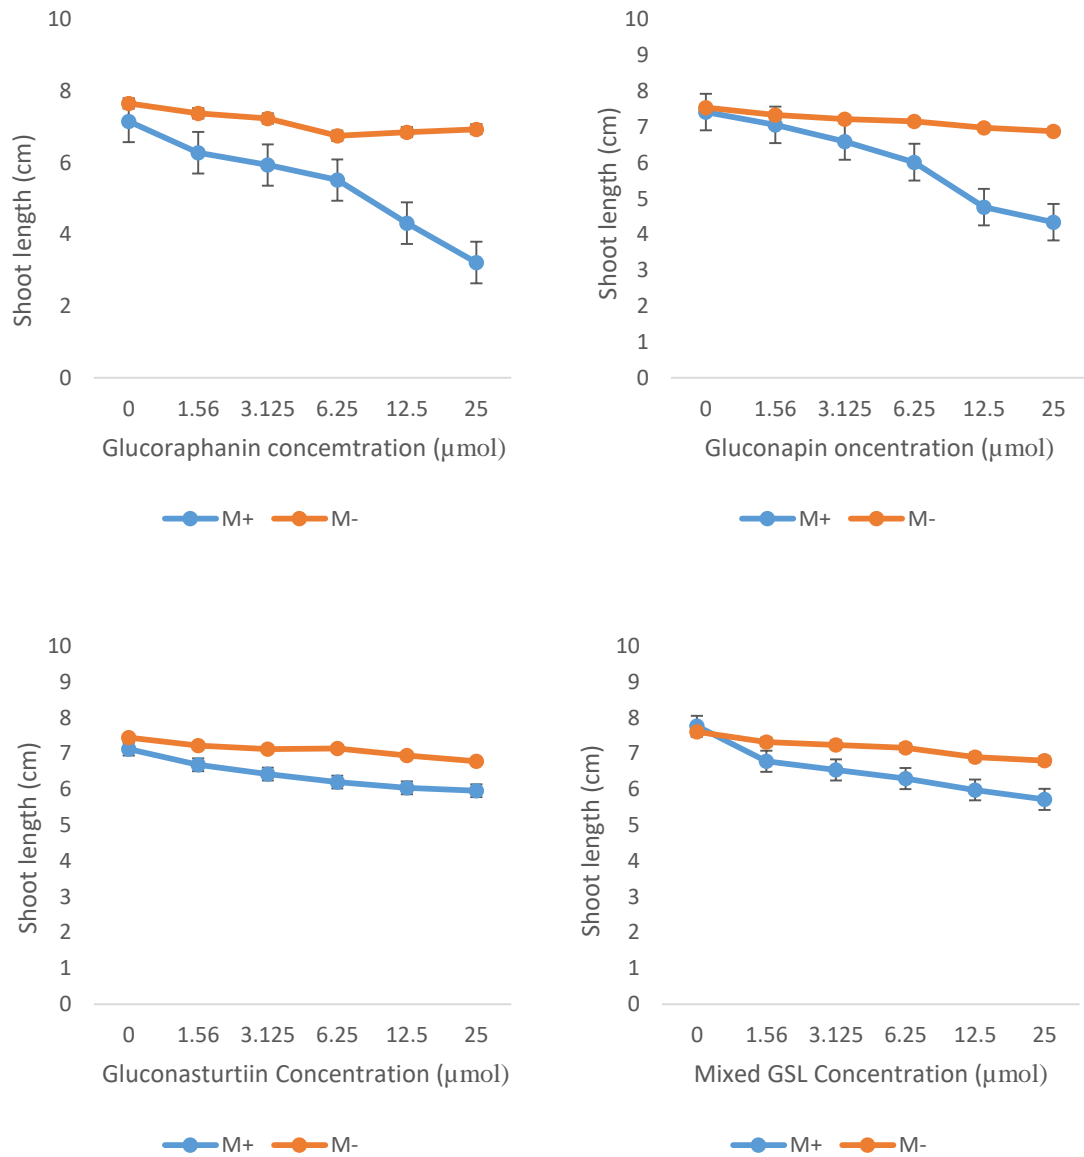 10
8
6
4
2
0
Shoot length (cm)
0 1.56 3.125 6.25 12.5 25
Glucoraphanin concemtration (µmol)
M+ M-
10
9
8
7
6
5
4
3
2
1
0
Shoot length (cm)
0 1.56 3.125 6.25 12.5 25
Gluconapin oncentration (µmol)
M+ M-
10
9
8
7
6
5
4
3
2
1
0
Shoot length (cm)
0 1.56 3.125 6.25 12.5 25
Gluconasturtiin Concentration (µmol)
M+ M-
10
9
8
7
6
5
4
3
2
1
0
Shoot length (cm)
0 1.56 3.125 6.25 12.5 25
Mixed GSL Concentration (µmol)
M+ M-